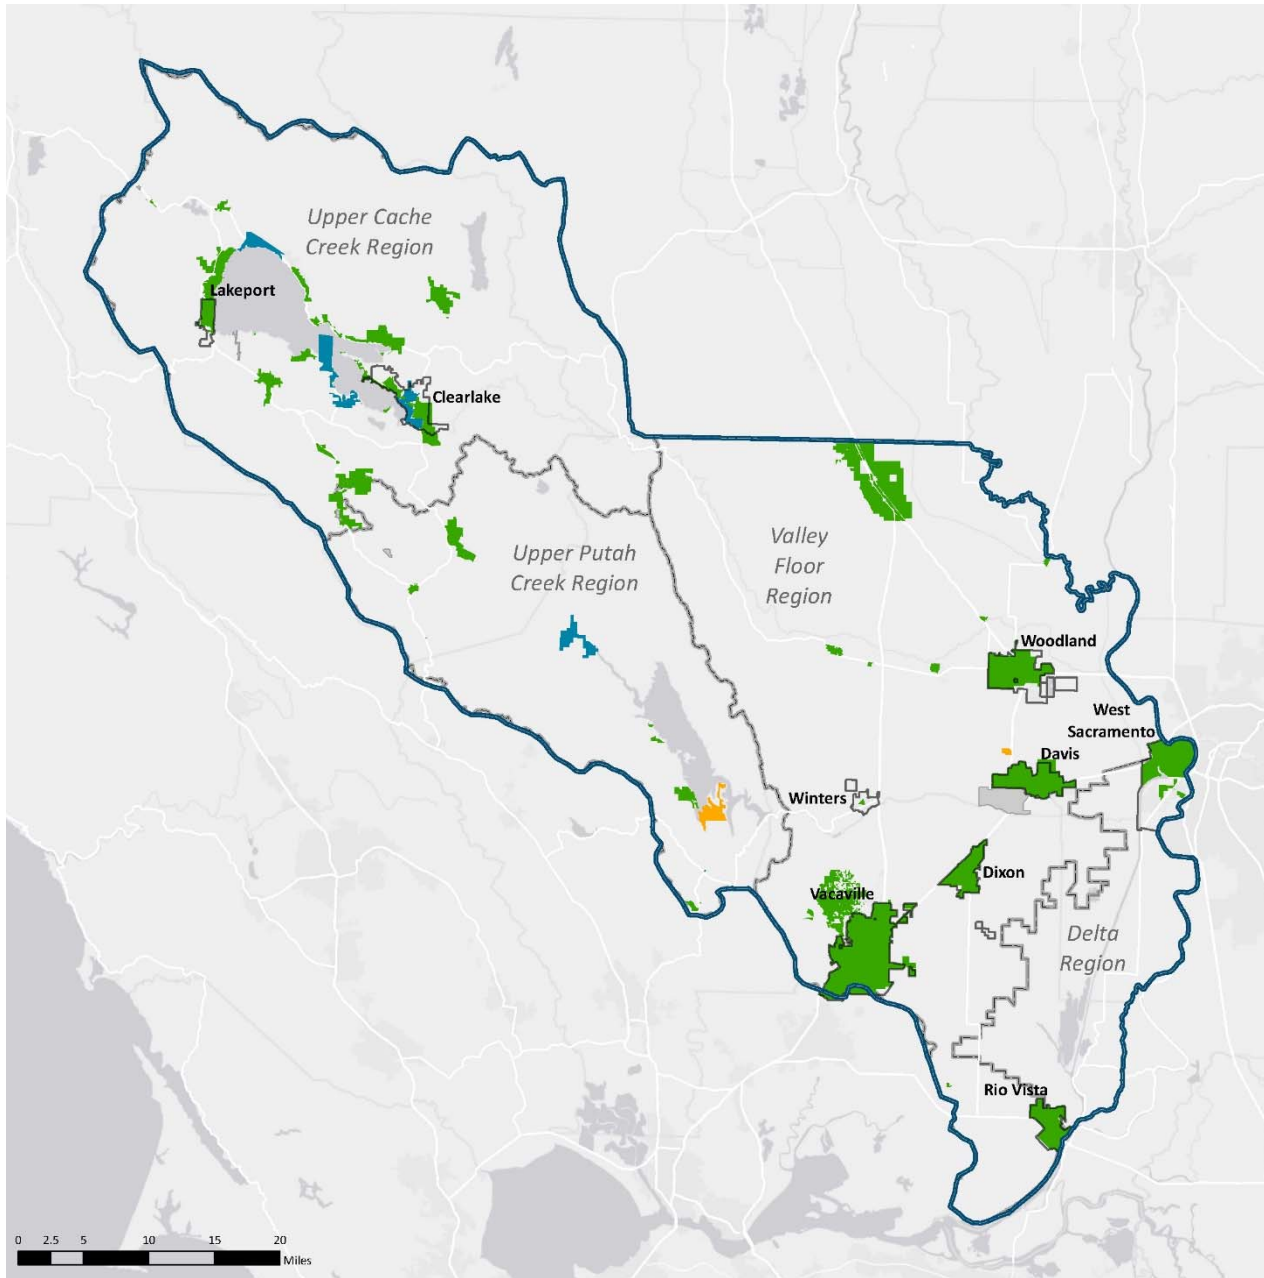 Upper Cache
Creek Region
Lakeport
Clearlake
Upper Putah
Creek Region
Valley
Floor
Region
Woodland
West
Sacramento
Davis
Winters
Dixon
Vacaville
Delta
Region
Rio Vista
0 2.5 5 10 15 20
Miles